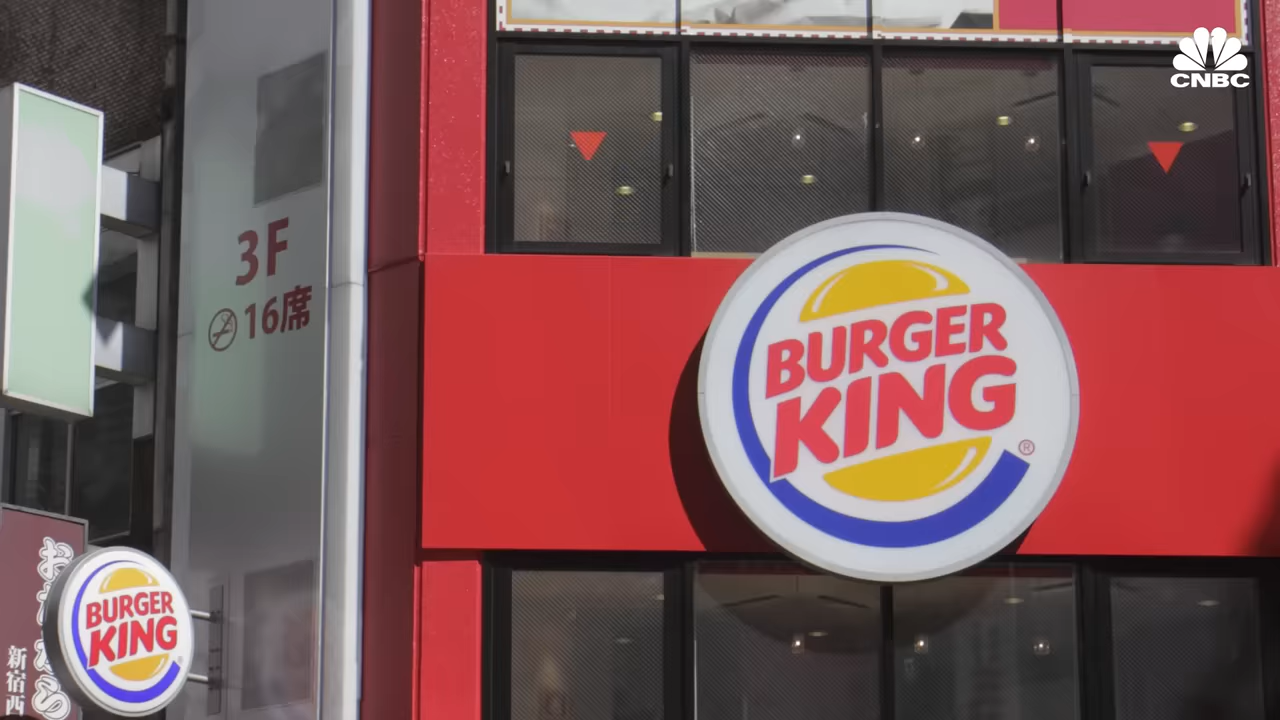 CNBC
3F
16席
BURGER
KING
®
BURGER
KING
新宿西